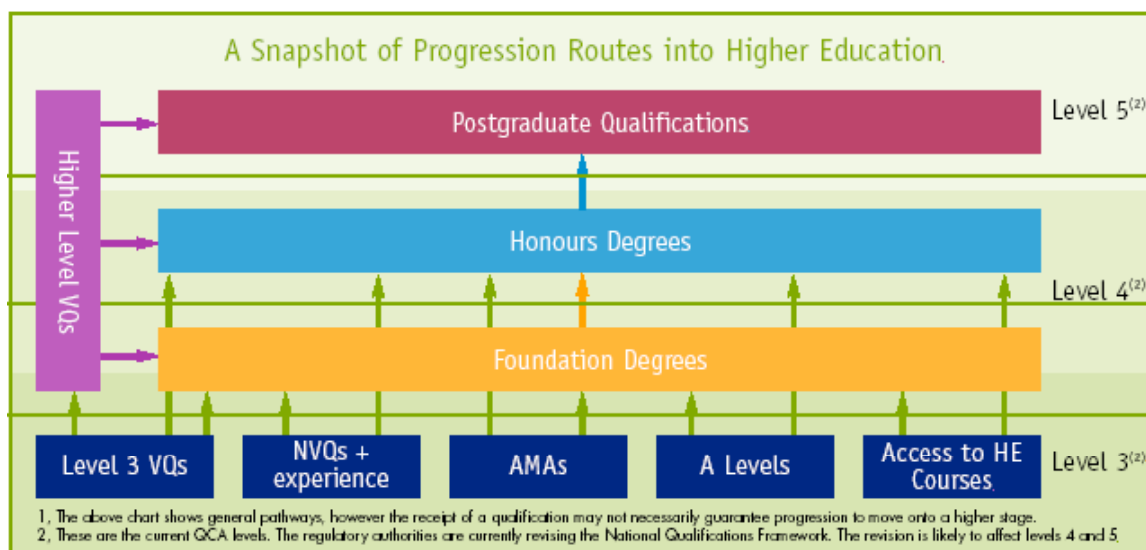 A Snapshot of Progression Routes into Higher Education.
Postgraduate Qualifications
Level 5(2)
Higher Level VQs
Honours Degrees
Level 4(2)
Foundation Degrees
Level 3 VQs
NVQs +
experience
AMAs
A Levels
Access to HE
Courses
Level 3(2)
1, The above chart shows general pathways, however the receipt of a qualification may not necessarily guarantee progression to move onto a higher stage.
2, These are the current QCA levels. The regulatory authorities are currently revising the National Qualifications Framework. The revision is likely to affect levels 4 and 5.